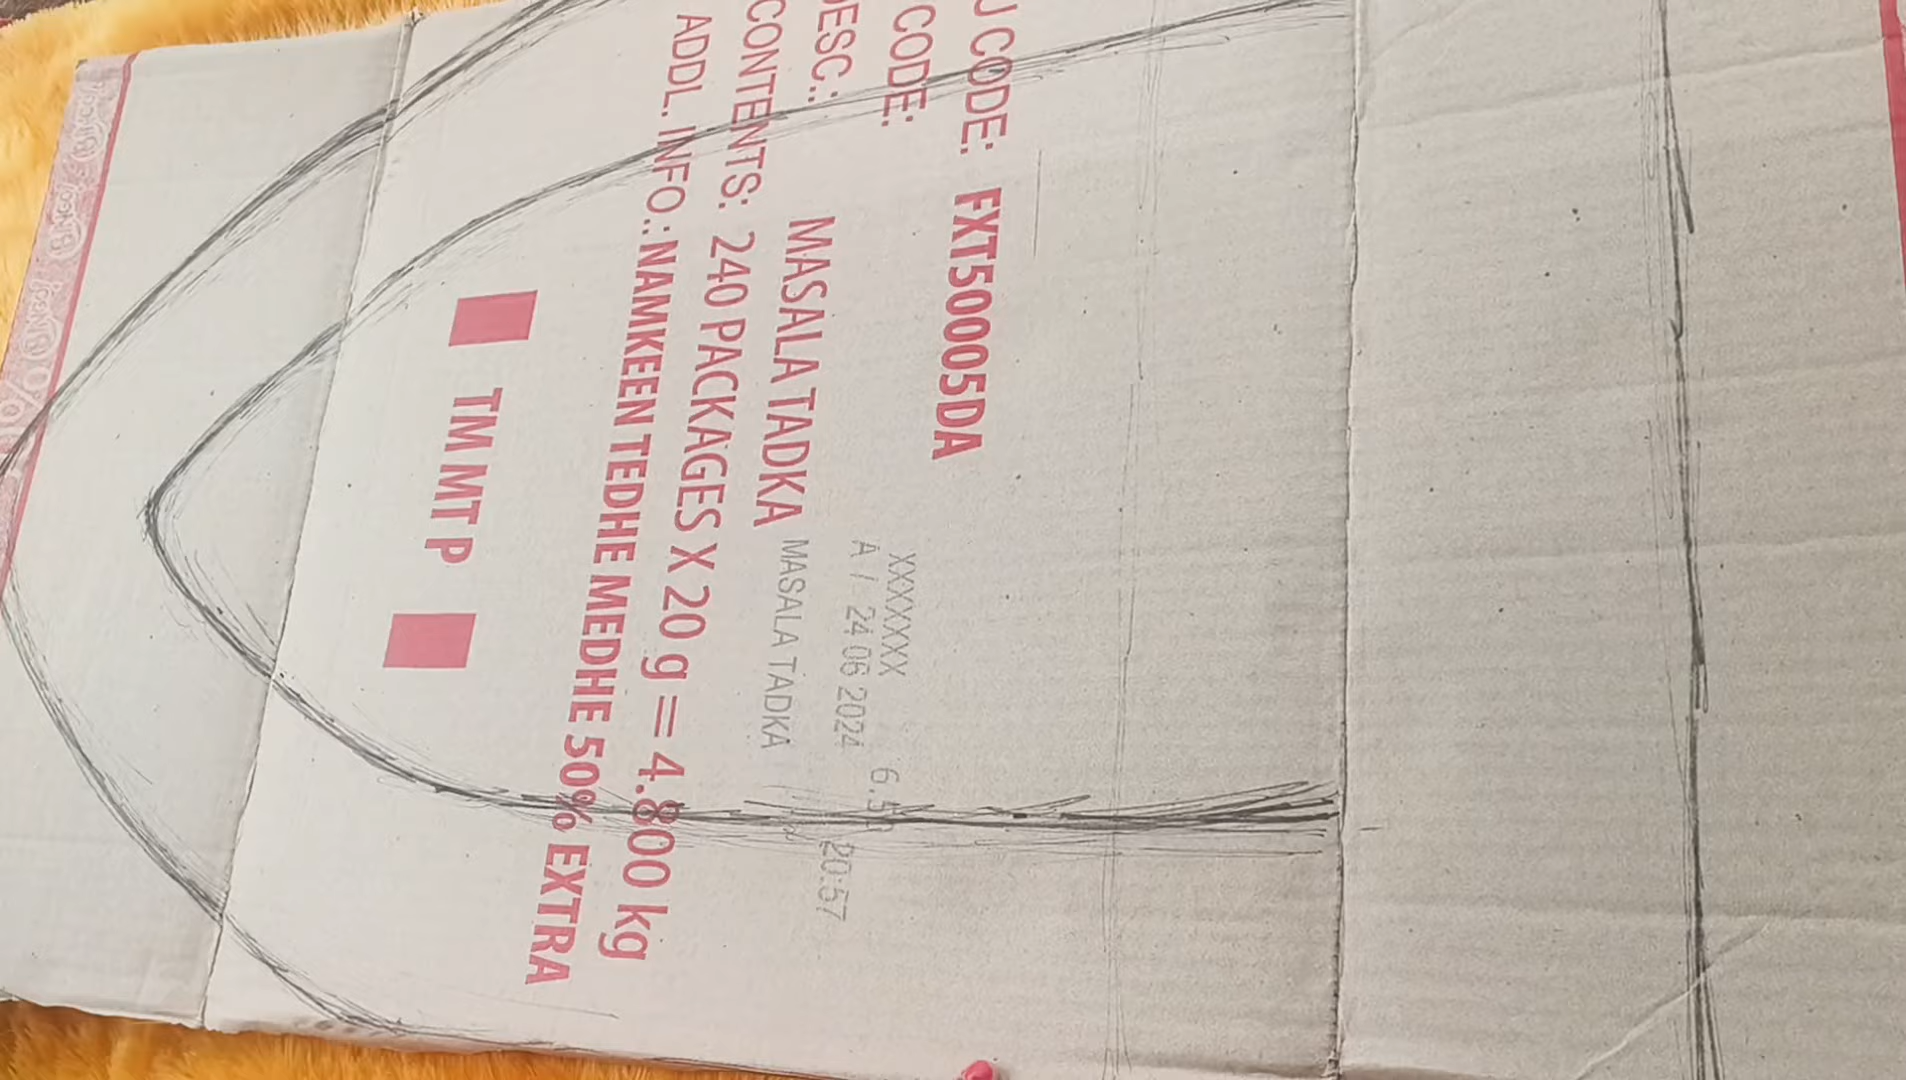 U CODE: FXT50005DA
CODE:
DESC.: MASALA TADKA
CONTENTS: 240 PACKAGES X 20 g = 4.800 kg
ADDL. INFO.: NAMKEEN TEDHE MEDHE 50% EXTRA
TM MT P
XXXXXXX
A / 24 06 2024
20:57
MASALA TADKA